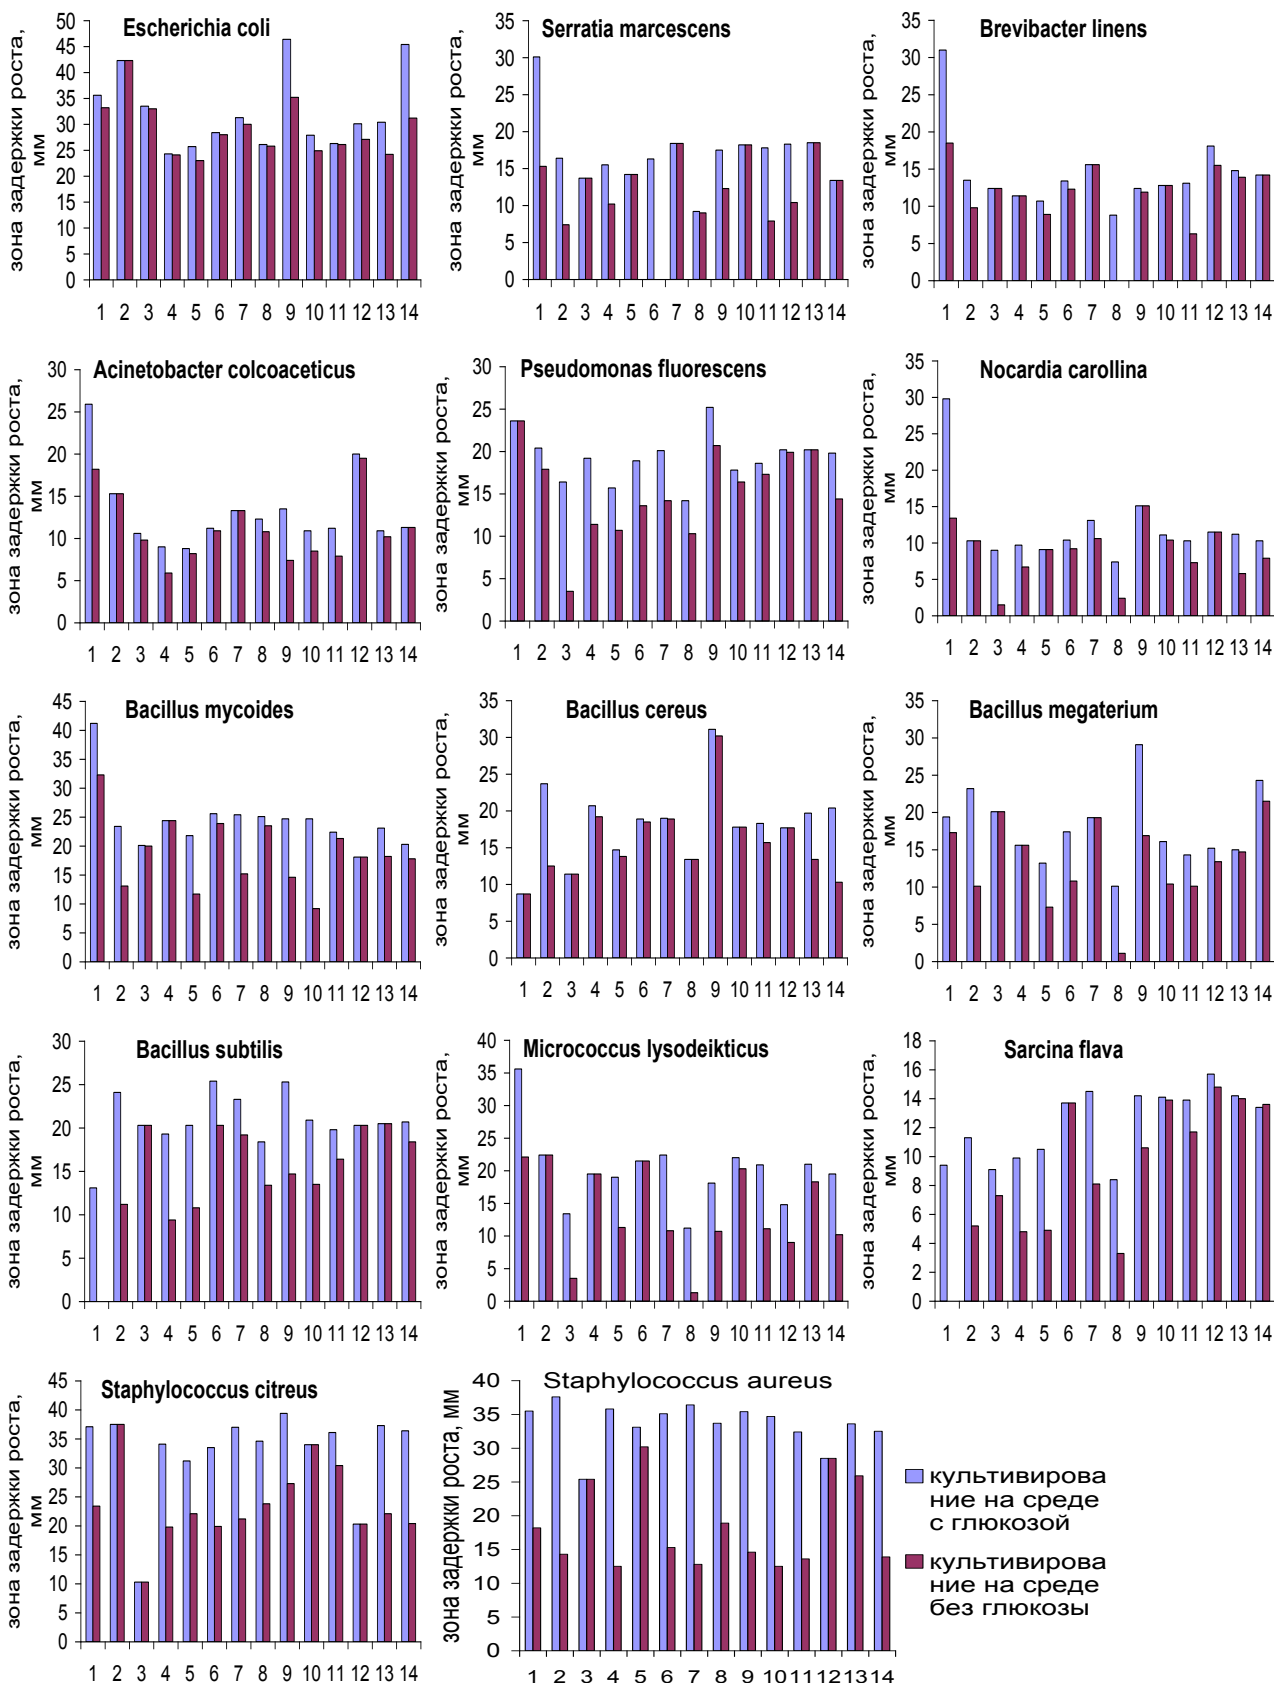 Escherichia coli
зона задержки роста,
мм
50
45
40
35
30
25
20
15
10
5
0
1 2 3 4 5 6 7 8 9 10 11 12 13 14
Serratia marcescens
зона задержки роста,
мм
35
30
25
20
15
10
5
0
1 2 3 4 5 6 7 8 9 10 11 12 13 14
Brevibacter linens
зона задержки роста,
мм
35
30
25
20
15
10
5
0
1 2 3 4 5 6 7 8 9 10 11 12 13 14
Acinetobacter colcoaceticus
зона задержки роста,
мм
30
25
20
15
10
5
0
1 2 3 4 5 6 7 8 9 10 11 12 13 14
Pseudomonas fluorescens
зона задержки роста,
мм
30
25
20
15
10
5
0
1 2 3 4 5 6 7 8 9 10 11 12 13 14
Nocardia carollina
зона задержки роста,
мм
35
30
25
20
15
10
5
0
1 2 3 4 5 6 7 8 9 10 11 12 13 14
Bacillus mycoides
зона задержки роста,
мм
45
40
35
30
25
20
15
10
5
0
1 2 3 4 5 6 7 8 9 10 11 12 13 14
Bacillus cereus
зона задержки роста,
мм
35
30
25
20
15
10
5
0
1 2 3 4 5 6 7 8 9 10 11 12 13 14
Bacillus megaterium
зона задержки роста,
мм
35
30
25
20
15
10
5
0
1 2 3 4 5 6 7 8 9 10 11 12 13 14
Bacillus subtilis
зона задержки роста,
мм
30
25
20
15
10
5
0
1 2 3 4 5 6 7 8 9 10 11 12 13 14
Micrococcus lysodeikticus
зона задержки роста,
мм
40
35
30
25
20
15
10
5
0
1 2 3 4 5 6 7 8 9 10 11 12 13 14
Sarcina flava
зона задержки роста,
мм
18
16
14
12
10
8
6
4
2
0
1 2 3 4 5 6 7 8 9 10 11 12 13 14
Staphylococcus citreus
зона задержки роста,
мм
45
40
35
30
25
20
15
10
5
0
1 2 3 4 5 6 7 8 9 10 11 12 13 14
Staphylococcus aureus
зона задержки роста, мм
40
35
30
25
20
15
10
5
0
1 2 3 4 5 6 7 8 9 10 11 12 13 14
культивирова
ние на среде
с глюкозой
культивирова
ние на среде
без глюкозы